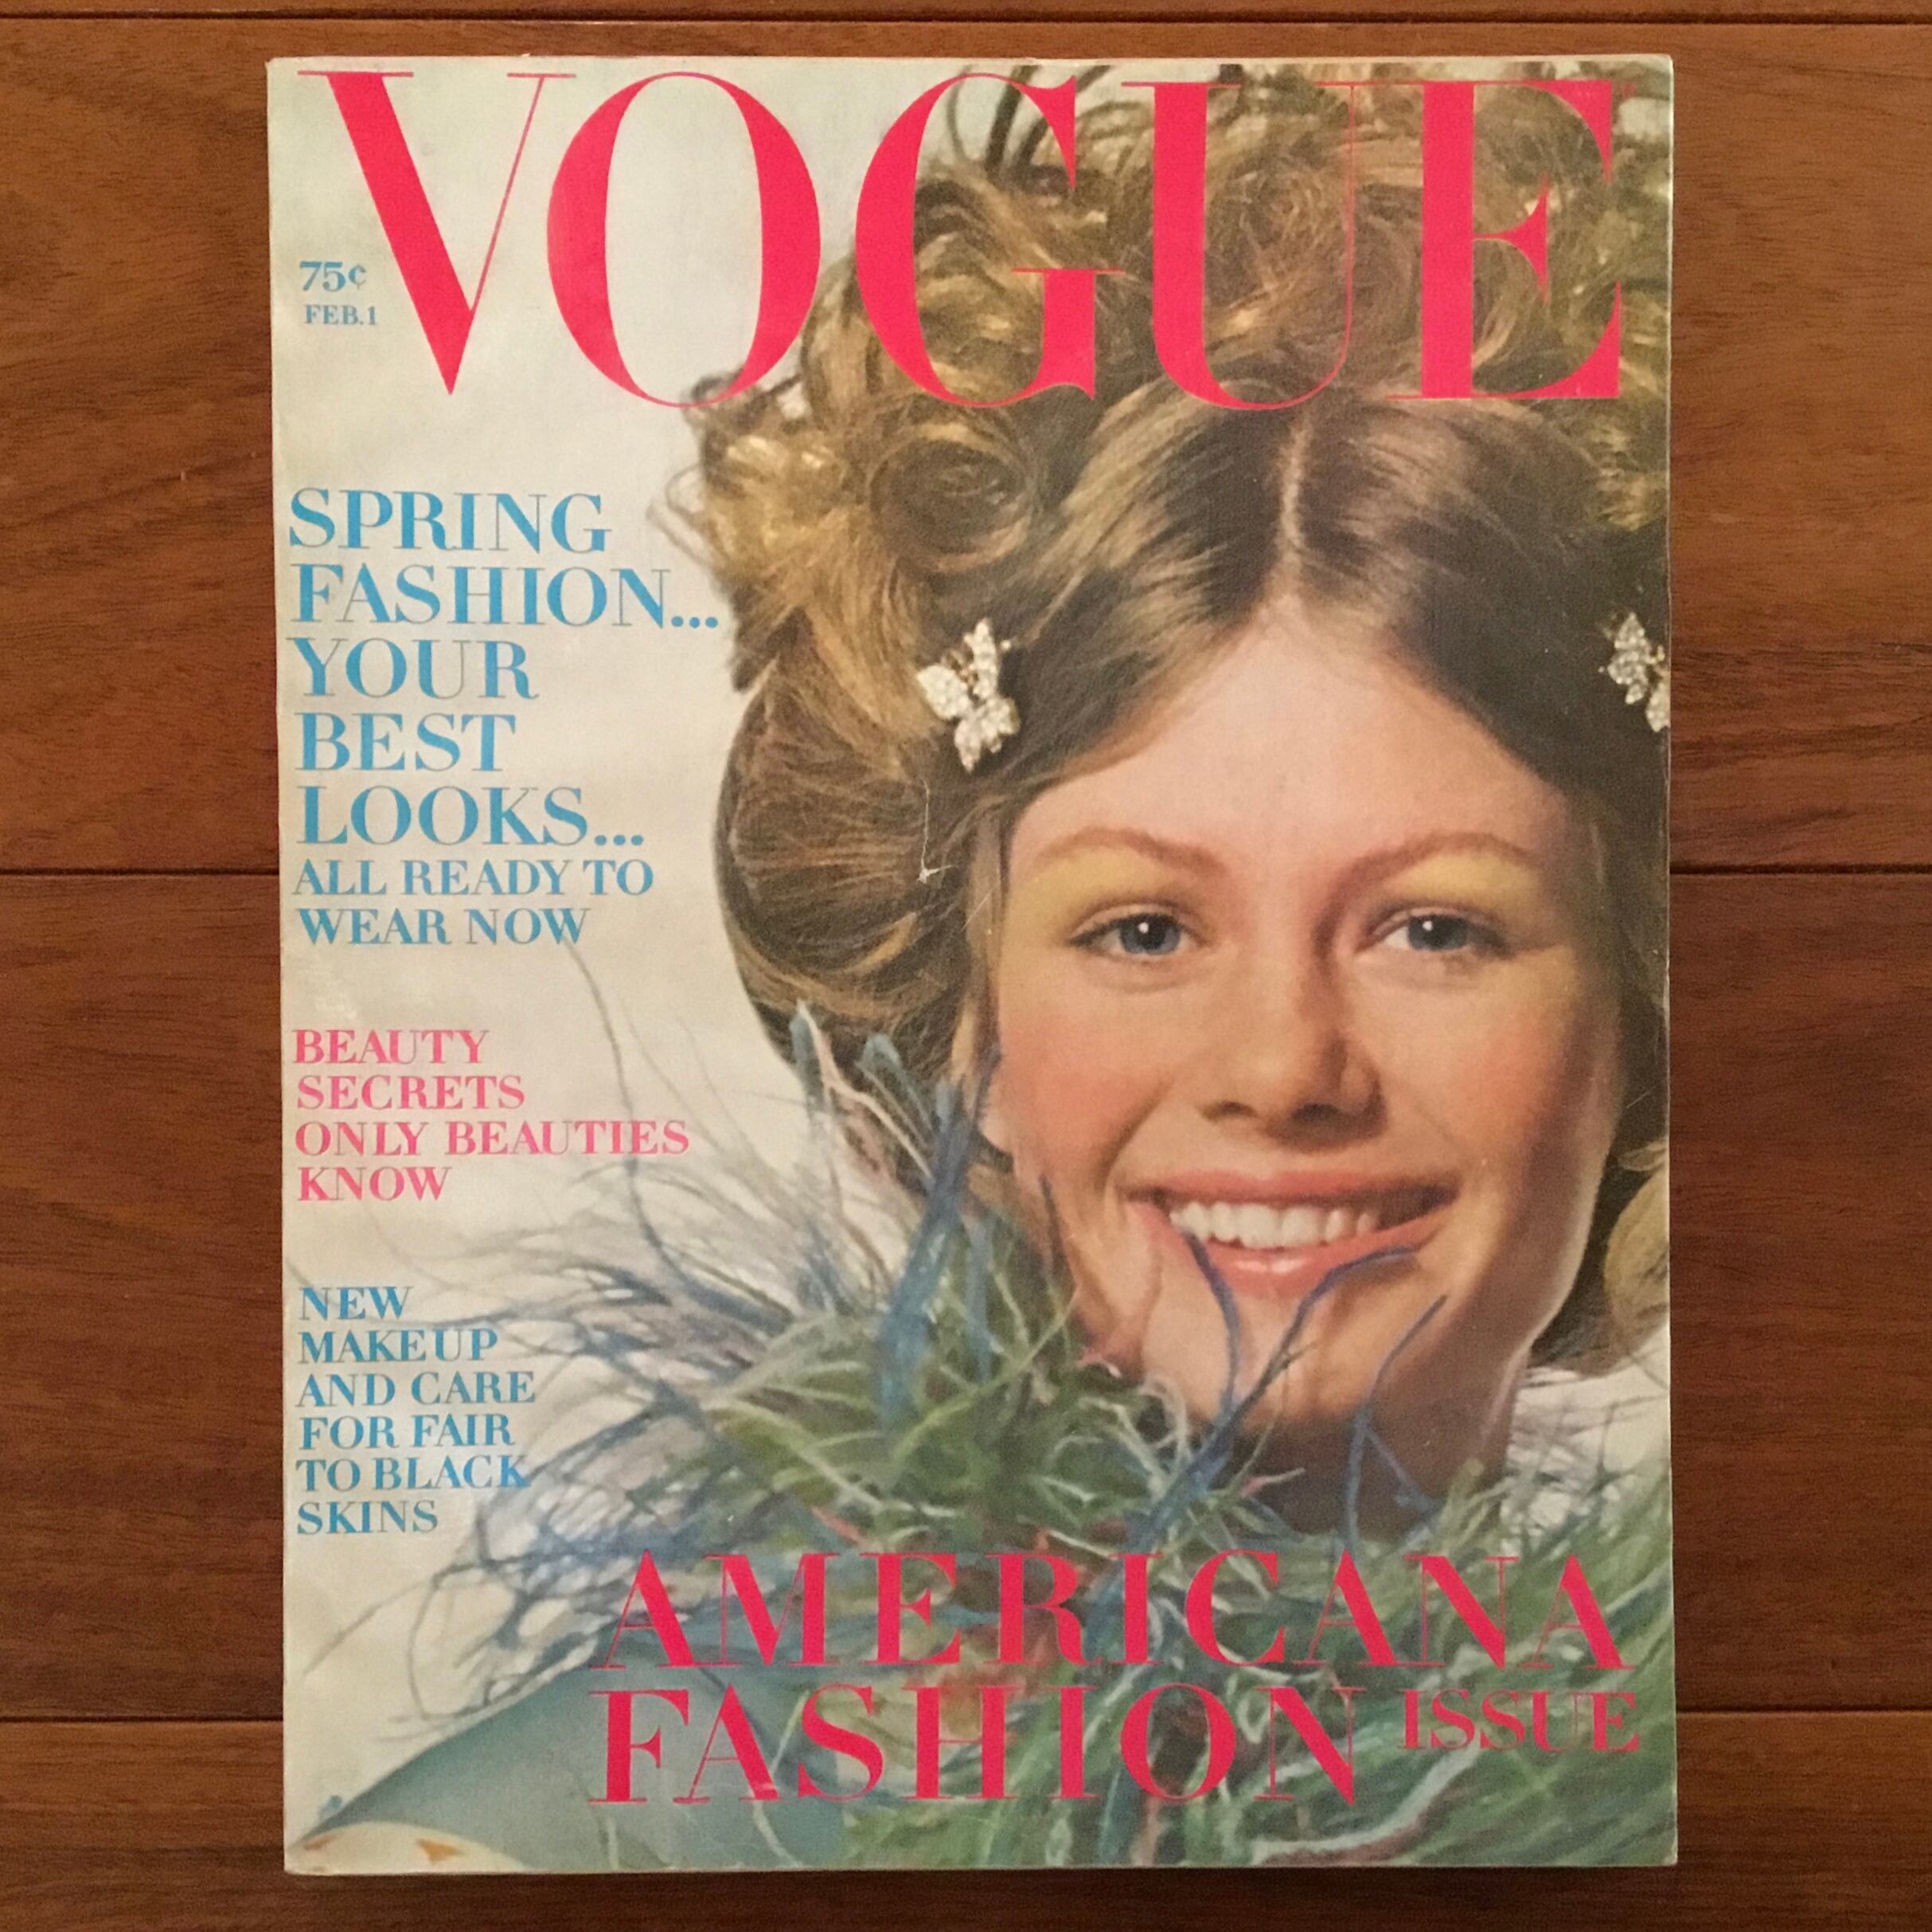 VOGUE
75¢
FEB.1
SPRING
FASHION...
YOUR
BEST
LOOKS...
ALL READY TO
WEAR NOW
BEAUTY
SECRETS
ONLY BEAUTIES
KNOW
NEW
MAKEUP
AND CARE
FOR FAIR
TO BLACK
SKINS
AMERICANA
FASHION ISSUE